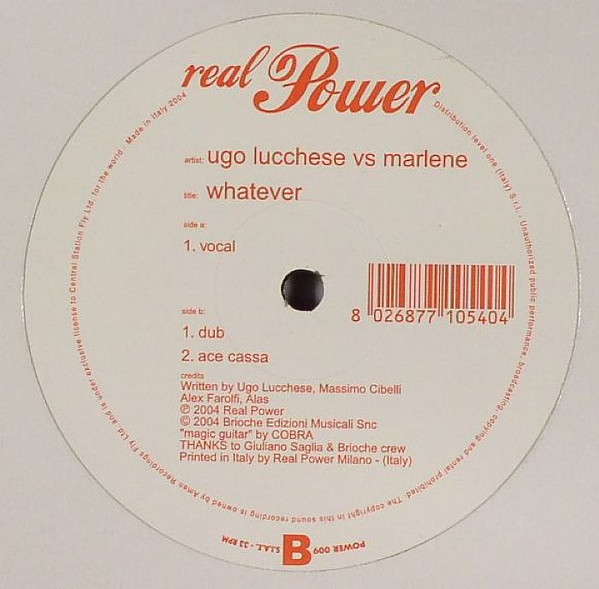 real Power
artist: ugo lucchese vs marlene
title: whatever
side a:
1. vocal
8 026877 105404
side b:
1. dub
2. ace cassa
credits
Written by Ugo Lucchese, Massimo Cibelli
Alex Farolfi, Alas
℗ 2004 Real Power
© 2004 Brioche Edizioni Musicali Snc
"magic guitar" by COBRA
THANKS to Giuliano Saglia & Brioche crew
Printed in Italy by Real Power Milano - (Italy)
Distribution level one (Italy) S.r.l. - Unauthorized public performance, broadcasting, copying and rental prohibited. The copyright in this sound recording is owned by Aman Recordings Fly Ltd and is under exclusive license to Central Station Fly Ltd. for the world. Made in Italy 2004
POWER 009 B S.I.A.E. - 33 RPM